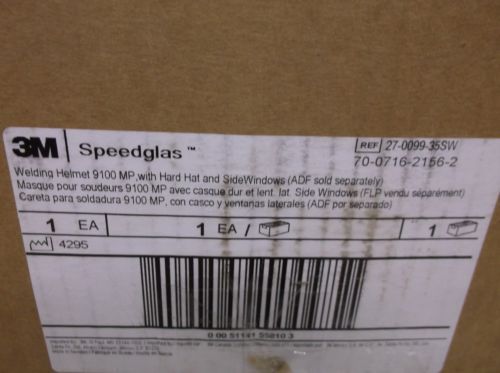 3M Speedglas™
REF 27-0099-35SW
70-0716-2156-2
Welding Helmet 9100 MP, with Hard Hat and SideWindows (ADF sold separately)
Masque pour soudeurs 9100 MP avec casque dur et lent. lat. Side Windows (FLP vendu séparément)
Careta para soldadura 9100 MP, con casco y ventanas laterales (ADF por separado)
1 EA 1 EA / 1
4295
0 00 51141 55810 3